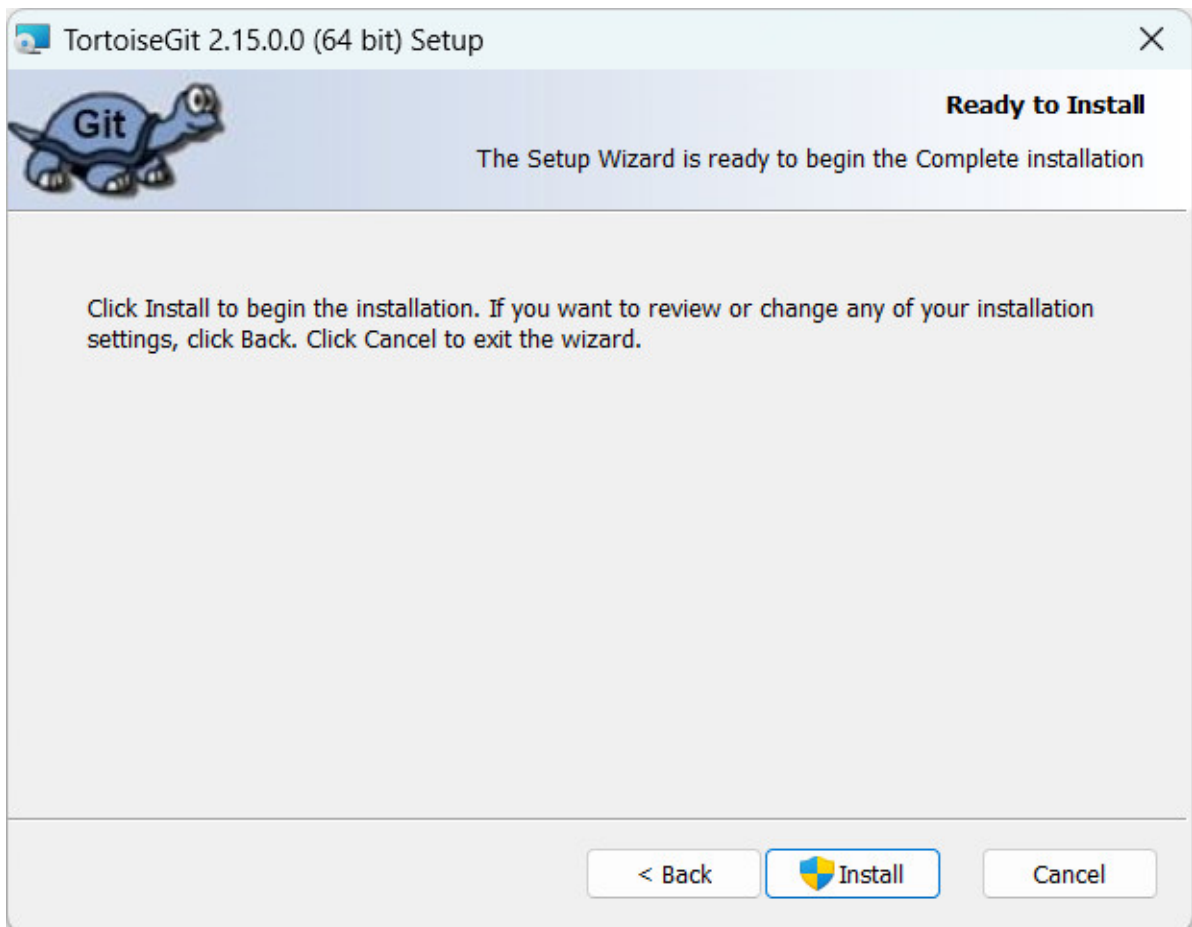 TortoiseGit 2.15.0.0 (64 bit) Setup
Git
Ready to Install
The Setup Wizard is ready to begin the Complete installation
Click Install to begin the installation. If you want to review or change any of your installation
settings, click Back. Click Cancel to exit the wizard.
< Back
Install
Cancel